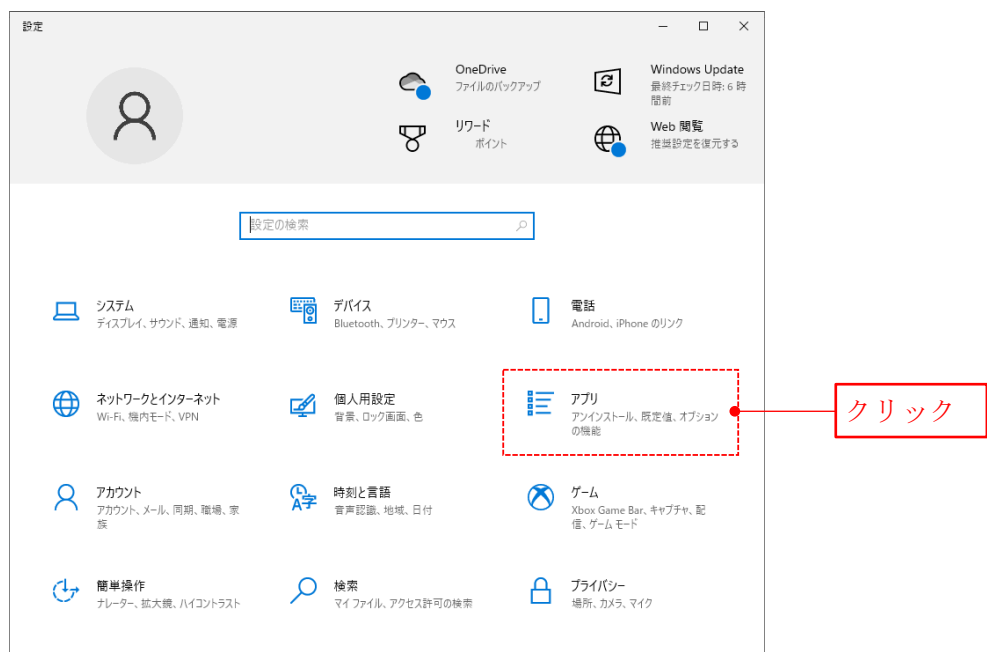 設定
OneDrive
ファイルのバックアップ
Windows Update
最終チェック日時: 6 時
間前
リワード
ポイント
Web 閲覧
推奨設定を復元する
設定の検索
システム
ディスプレイ、サウンド、通知、電源
デバイス
Bluetooth、プリンター、マウス
電話
Android、iPhone のリンク
ネットワークとインターネット
Wi-Fi、機内モード、VPN
個人用設定
背景、ロック画面、色
アプリ
アンインストール、既定値、オプション
の機能
クリック
アカウント
アカウント、メール、同期、職場、家
族
時刻と言語
音声認識、地域、日付
ゲーム
Xbox Game Bar、キャプチャ、配
信、ゲーム モード
簡単操作
ナレーター、拡大鏡、ハイコントラスト
検索
マイ ファイル、アクセス許可の検索
プライバシー
場所、カメラ、マイク